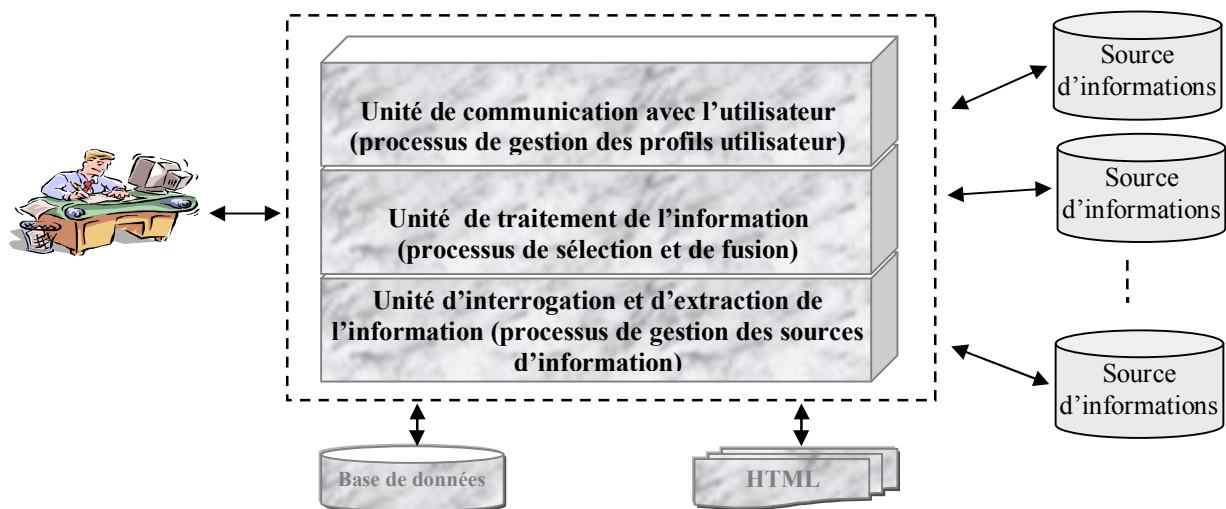 Unité de communication avec l’utilisateur
(processus de gestion des profils utilisateur)
Unité de traitement de l’information
(processus de sélection et de fusion)
Unité d’interrogation et d’extraction de
l’information (processus de gestion des sources
d’information)
Source
d’informations
Source
d’informations
Source
d’informations
Base de données
HTML